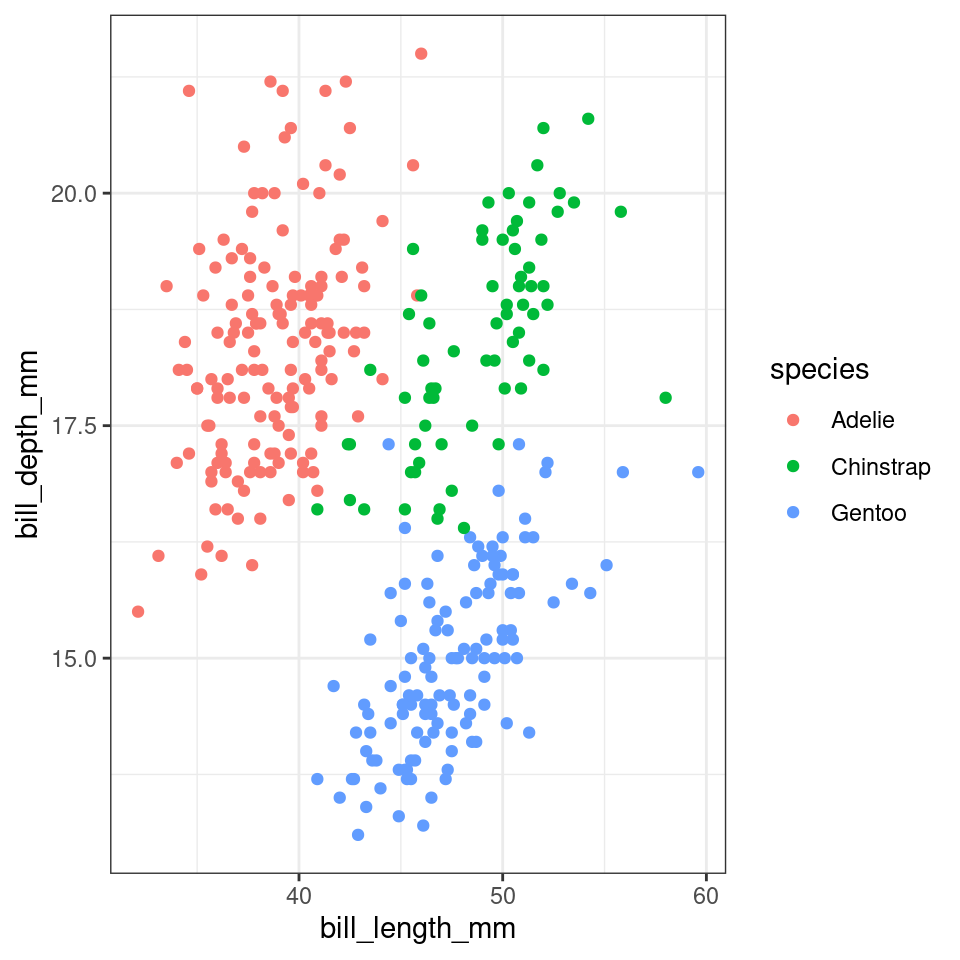 20.0
17.5
15.0
bill_depth_mm
40 50 60
bill_length_mm
species
Adelie
Chinstrap
Gentoo